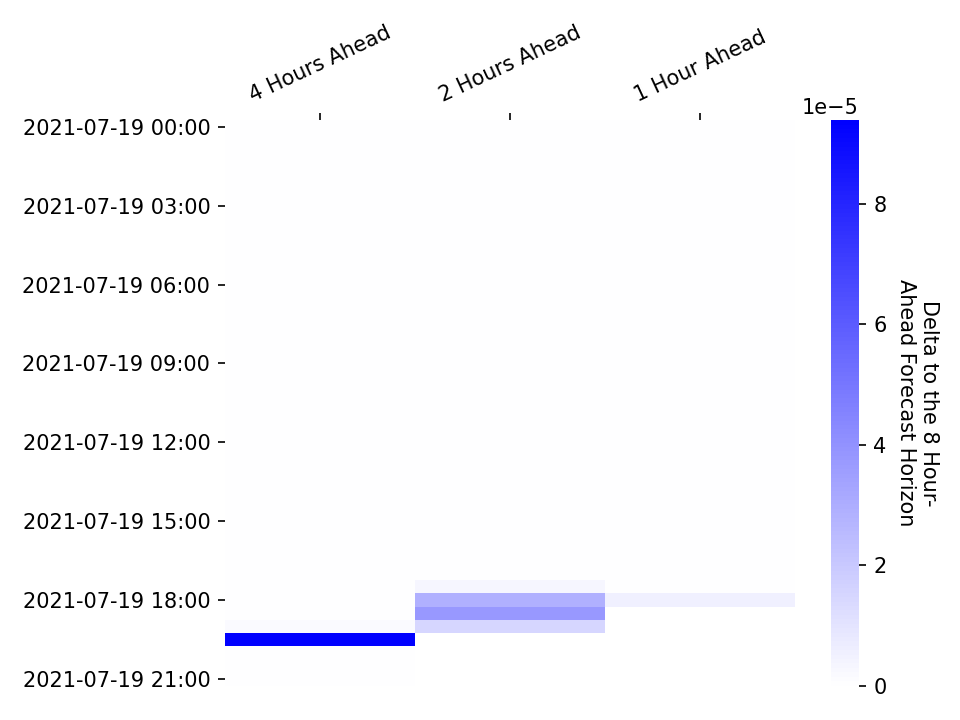 4 Hours Ahead
2 Hours Ahead
1 Hour Ahead
1e−5
2021-07-19 00:00
2021-07-19 03:00
2021-07-19 06:00
2021-07-19 09:00
2021-07-19 12:00
2021-07-19 15:00
2021-07-19 18:00
2021-07-19 21:00
8
6
4
2
0
Delta to the 8 Hour-
Ahead Forecast Horizon